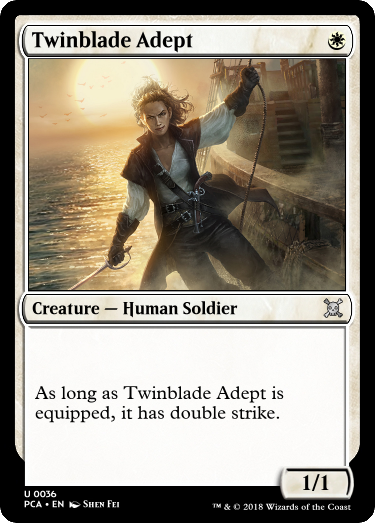 Twinblade Adept
Creature — Human Soldier
As long as Twinblade Adept is
equipped, it has double strike.
1/1
U 0036
PCA • EN Shen Fei
™ & © 2018 Wizards of the Coast